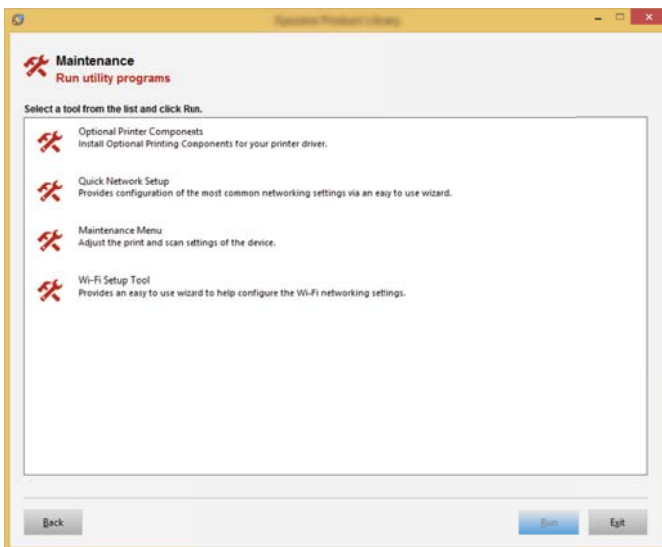 Maintenance
Run utility programs
Select a tool from the list and click Run.
Optional Printer Components
Install Optional Printing Components for your printer driver.
Quick Network Setup
Provides configuration of the most common networking settings via an easy to use wizard.
Maintenance Menu
Adjust the print and scan settings of the device.
Wi-Fi Setup Tool
Provides an easy to use wizard to help configure the Wi-Fi networking settings.
Back
Run
Exit